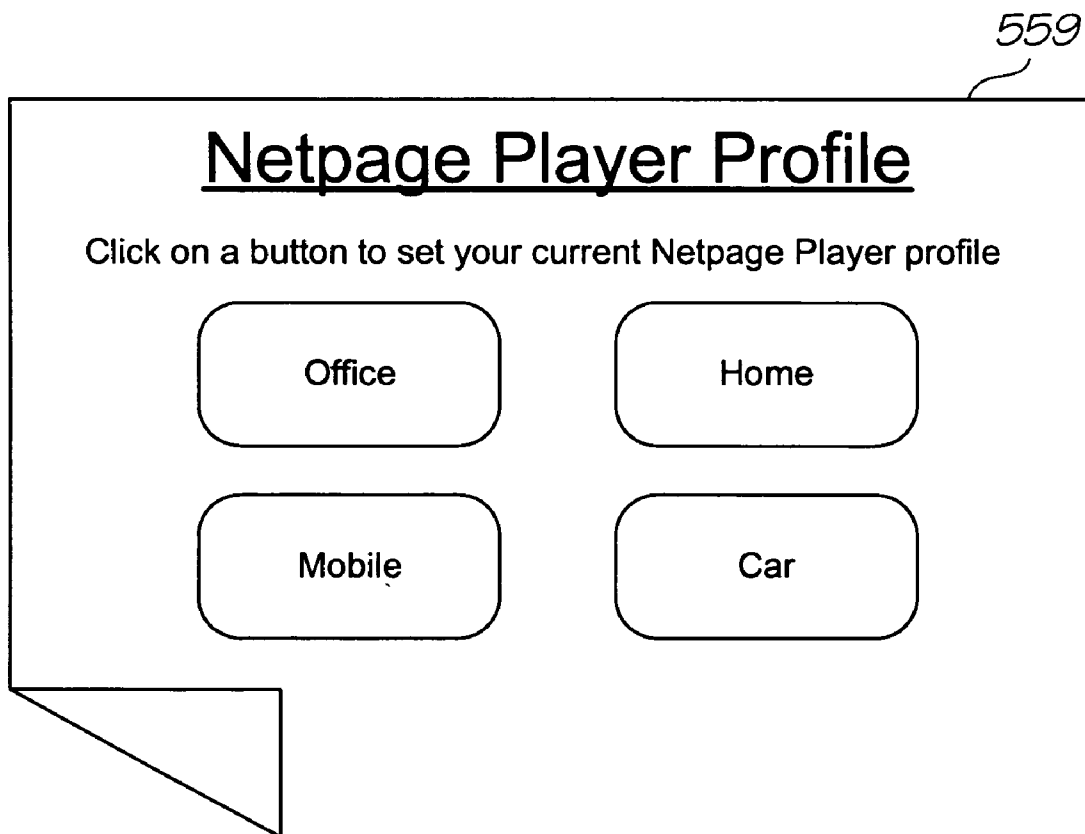 559
Netpage Player Profile
Click on a button to set your current Netpage Player profile
Office Home
Mobile Car